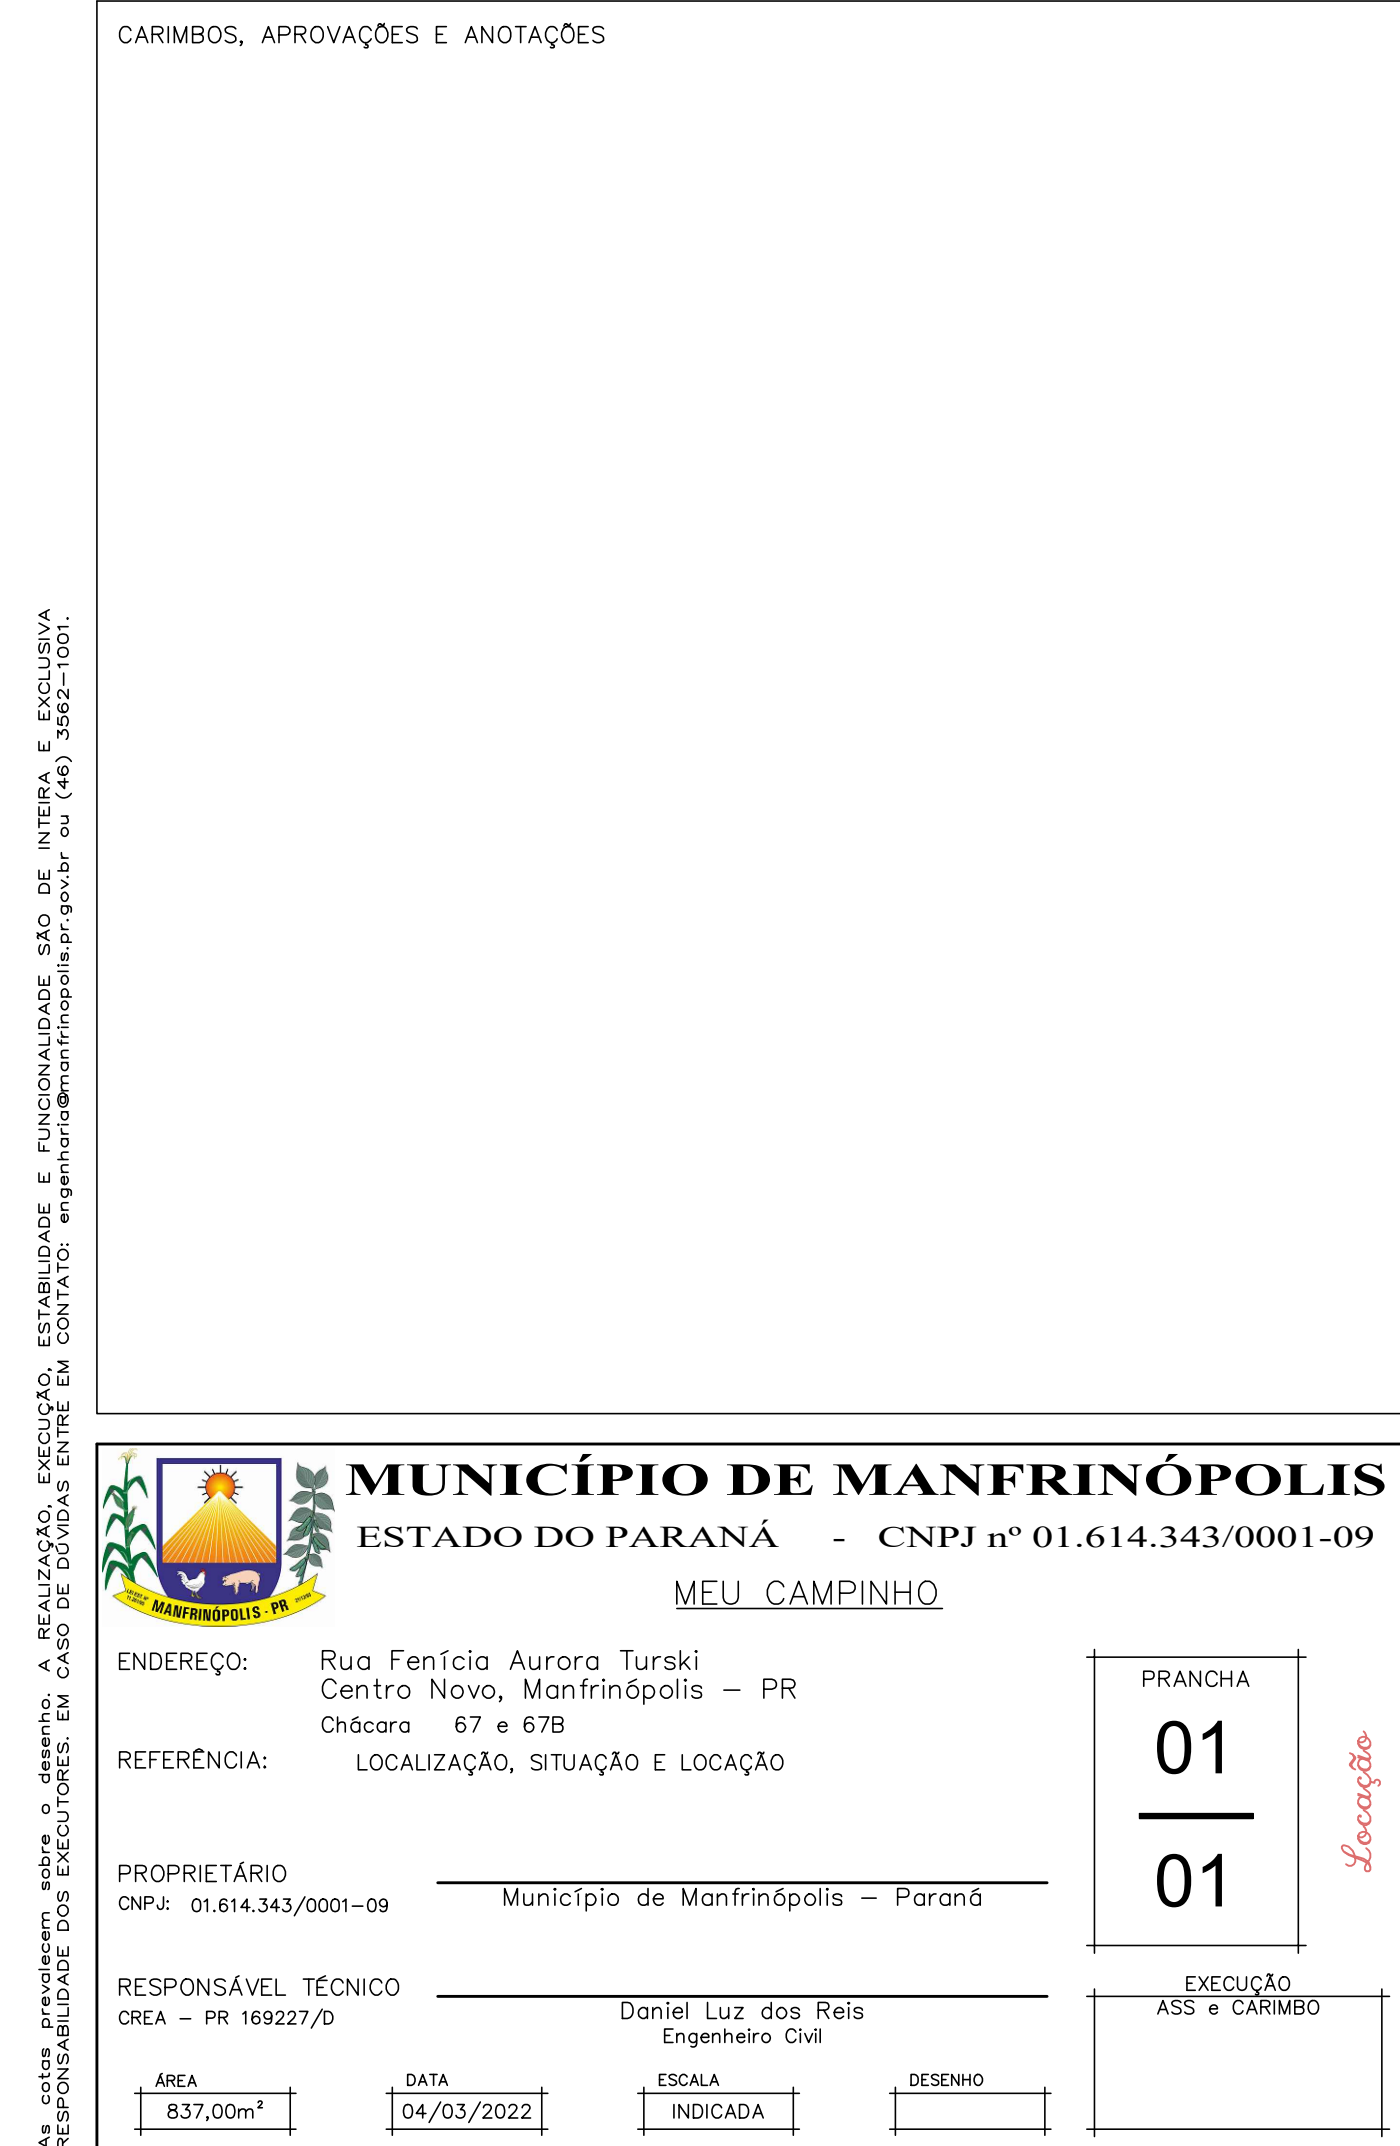 CARIMBOS, APROVAÇÕES E ANOTAÇÕES
As cotas prevalecem sobre o desenho. A REALIZAÇÃO, EXECUÇÃO, ESTABILIDADE E FUNCIONALIDADE SÃO DE INTEIRA E EXCLUSIVA
RESPONSABILIDADE DOS EXECUTORES. EM CASO DE DÚVIDAS ENTRE EM CONTATO: engenharia@manfrinopolis.pr.gov.br ou (46) 3562-1001.
MUNICÍPIO DE MANFRINÓPOLIS
ESTADO DO PARANÁ - CNPJ nº 01.614.343/0001-09
MANFRINÓPOLIS - PR
MEU CAMPINHO
ENDEREÇO: Rua Fenícia Aurora Turski
Centro Novo, Manfrinópolis – PR
Chácara 67 e 67B
REFERÊNCIA: LOCALIZAÇÃO, SITUAÇÃO E LOCAÇÃO
PRANCHA
01
01
Locação
PROPRIETÁRIO
CNPJ: 01.614.343/0001-09
Município de Manfrinópolis – Paraná
RESPONSÁVEL TÉCNICO
CREA – PR 169227/D
Daniel Luz dos Reis
Engenheiro Civil
EXECUÇÃO
ASS e CARIMBO
ÁREA
837,00m²
DATA
04/03/2022
ESCALA
INDICADA
DESENHO